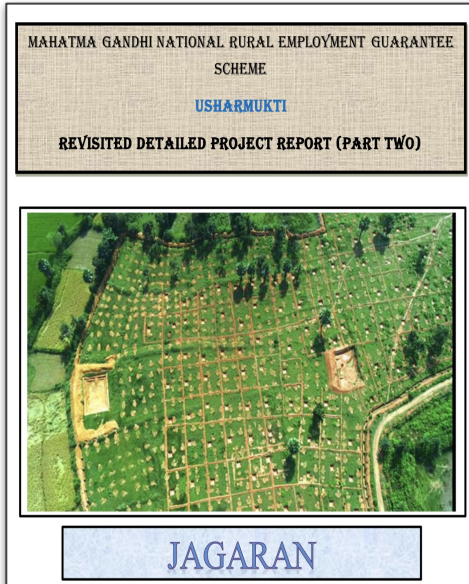 MAHATMA GANDHI NATIONAL RURAL EMPLOYMENT GUARANTEE
SCHEME
USHARMUKTI
REVISITED DETAILED PROJECT REPORT (PART TWO)
JAGARAN